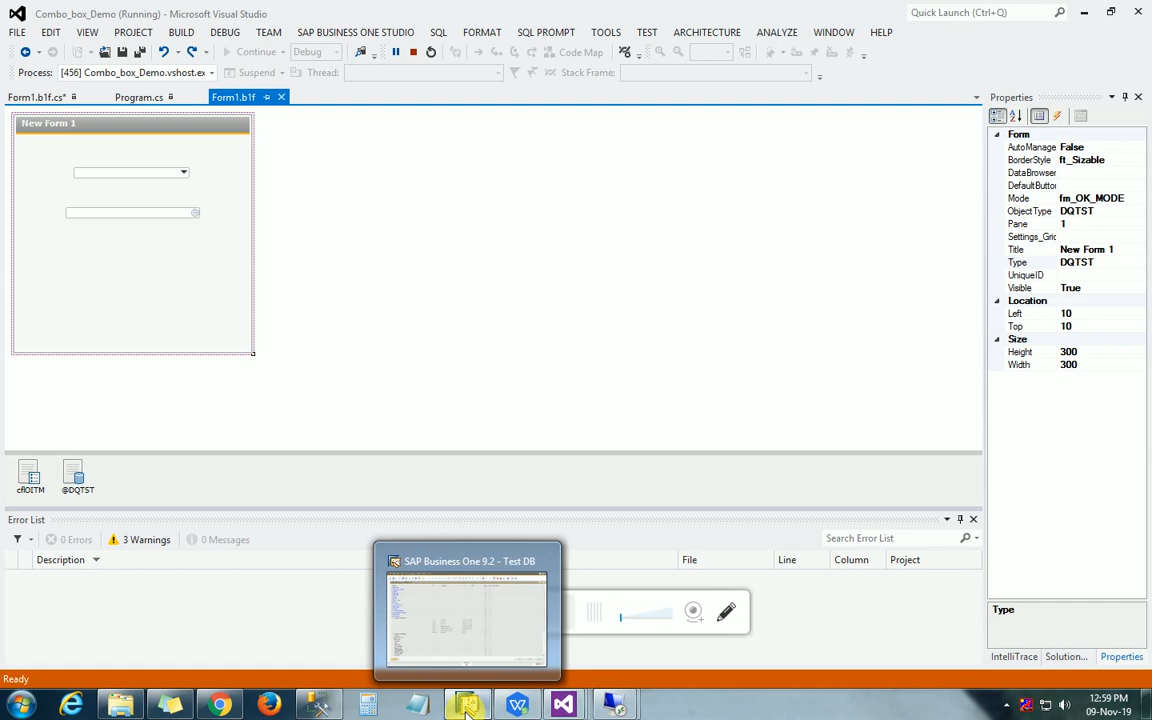 Combo_box_Demo (Running) - Microsoft Visual Studio
Quick Launch (Ctrl+Q)
FILE EDIT VIEW PROJECT BUILD DEBUG TEAM SAP BUSINESS ONE STUDIO SQL FORMAT SQL PROMPT TOOLS TEST ARCHITECTURE ANALYZE WINDOW HELP
Continue Debug Code Map
Process: [456] Combo_box_Demo.vshost.ex Suspend Thread: Stack Frame:
Form1.b1f.cs* Program.cs Form1.b1f
Properties
New Form 1
Form
AutoManage False
BorderStyle ft_Sizable
DataBrowser
DefaultButto
Mode fm_OK_MODE
ObjectType DQTST
Pane 1
Settings_Gric
Title New Form 1
Type DQTST
UniqueID
Visible True
Location
Left 10
Top 10
Size
Height 300
Width 300
cflOITM @DQTST
Error List
0 Errors 3 Warnings 0 Messages
Search Error List
Description File Line Column Project
SAP Business One 9.2 - Test DB
Type
IntelliTrace Solution... Properties
Ready
12:59 PM
09-Nov-19